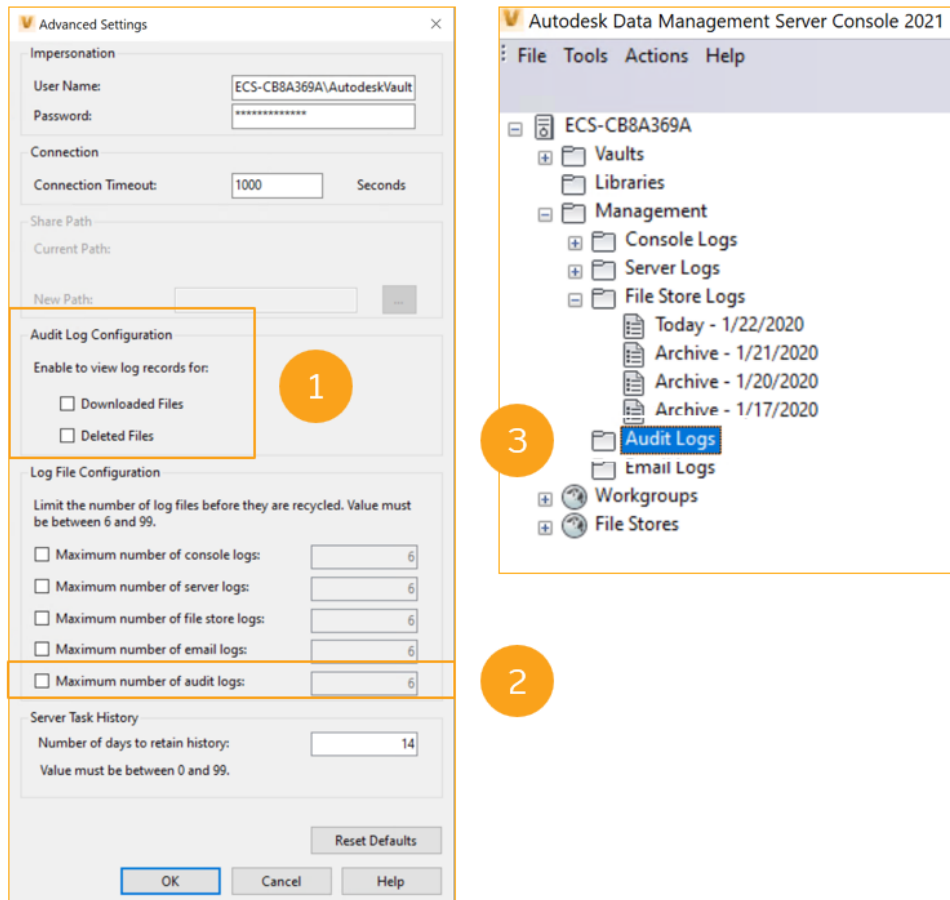 Advanced Settings
Impersonation
User Name: ECS-CB8A369A\AutodeskVault
Password: *************
Connection
Connection Timeout: 1000 Seconds
Share Path
Current Path:
New Path: ...
Audit Log Configuration
Enable to view log records for:
Downloaded Files
Deleted Files
1
Log File Configuration
Limit the number of log files before they are recycled. Value must
be between 6 and 99.
Maximum number of console logs: 6
Maximum number of server logs: 6
Maximum number of file store logs: 6
Maximum number of email logs: 6
Maximum number of audit logs: 6
2
Server Task History
Number of days to retain history: 14
Value must be between 0 and 99.
Reset Defaults
OK Cancel Help
Autodesk Data Management Server Console 2021
File Tools Actions Help
ECS-CB8A369A
Vaults
Libraries
Management
Console Logs
Server Logs
File Store Logs
Today - 1/22/2020
Archive - 1/21/2020
Archive - 1/20/2020
Archive - 1/17/2020
3
Audit Logs
Email Logs
Workgroups
File Stores